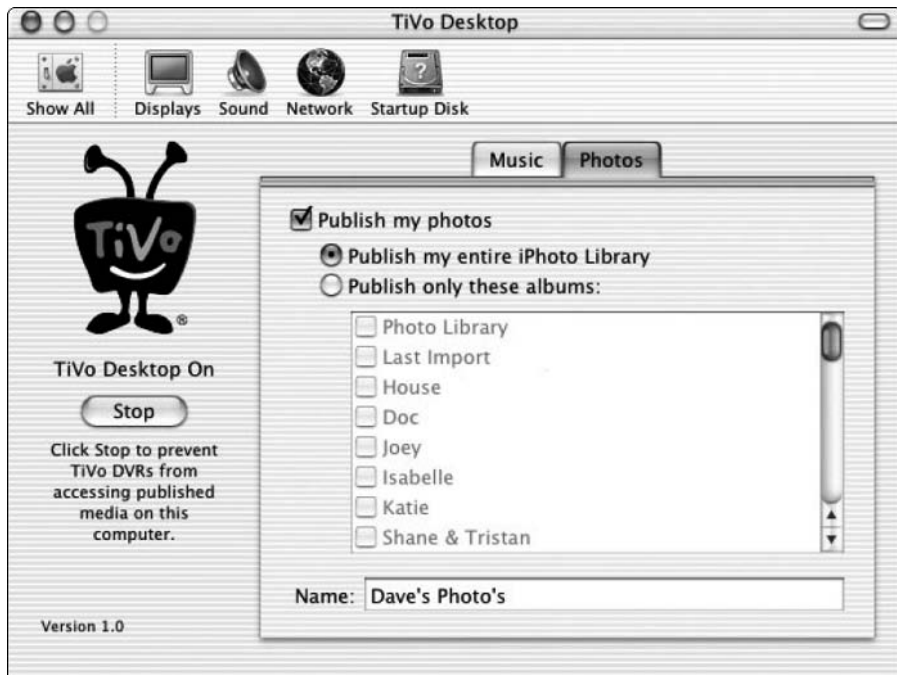 TiVo Desktop
Show All
Displays
Sound
Network
Startup Disk
Music
Photos
TiVo
®
TiVo Desktop On
Stop
Click Stop to prevent
TiVo DVRs from
accessing published
media on this
computer.
Version 1.0
Publish my photos
Publish my entire iPhoto Library
Publish only these albums:
Photo Library
Last Import
House
Doc
Joey
Isabelle
Katie
Shane & Tristan
Name: Dave's Photo's